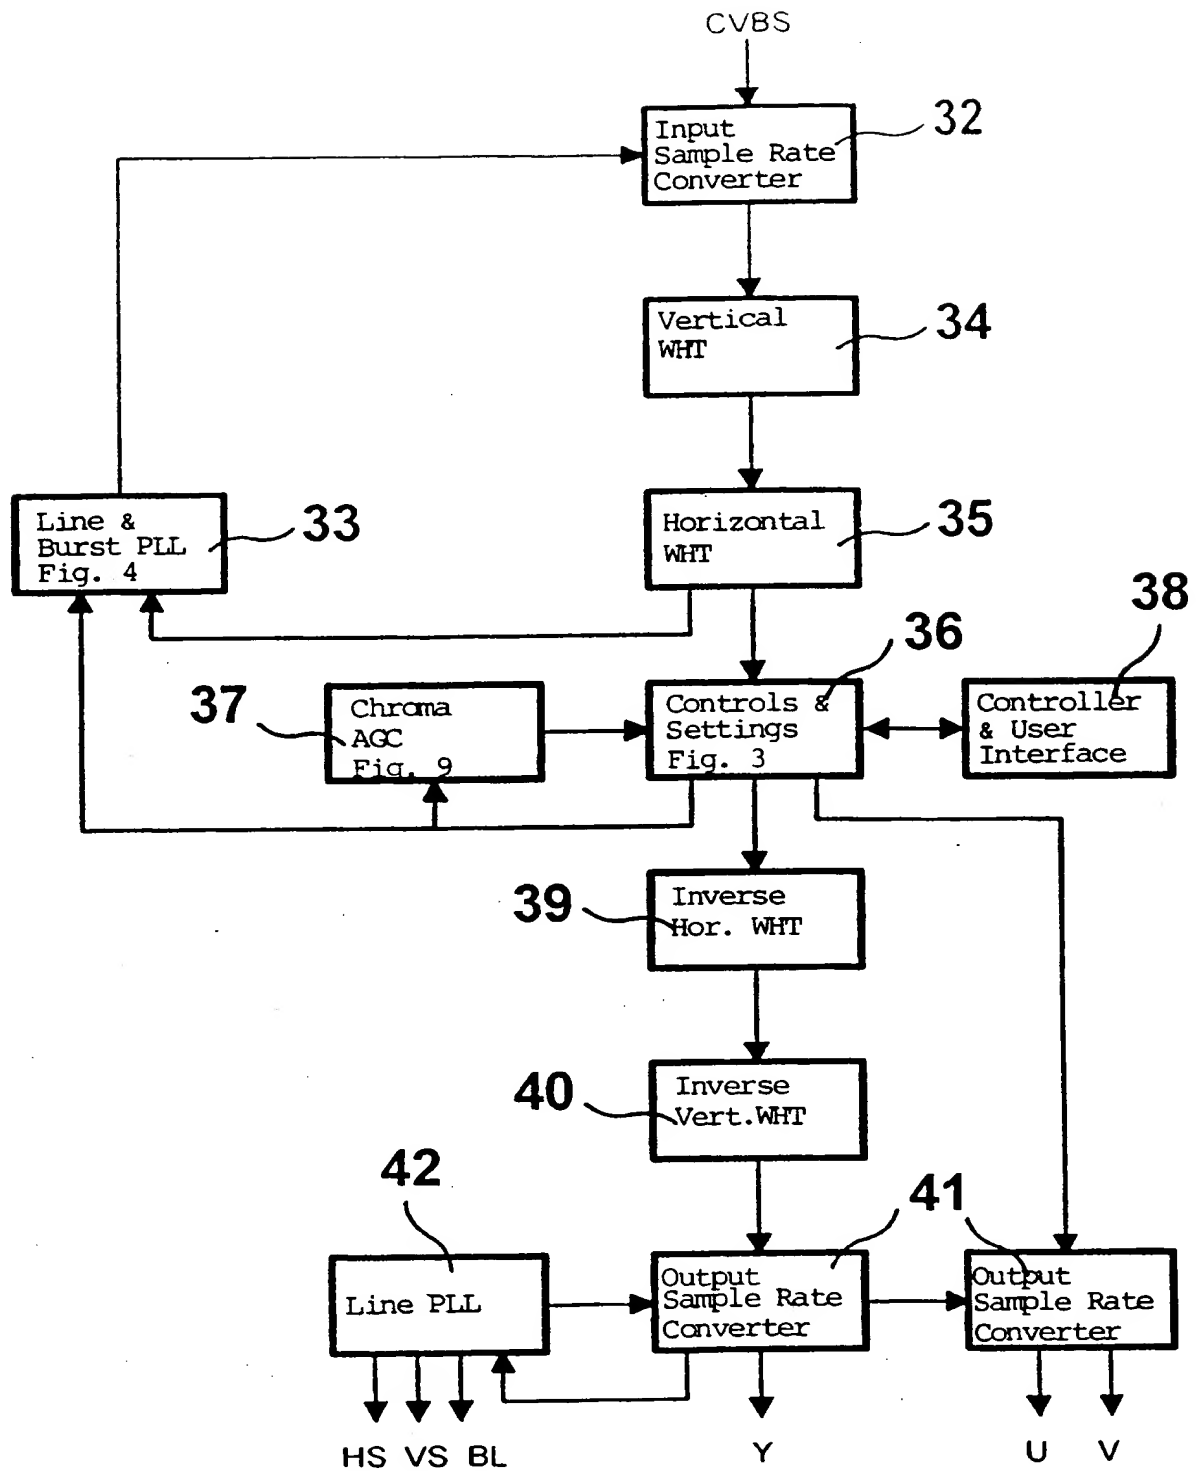 CVBS
Input
Sample Rate
Converter
32
Vertical
WHT
34
Line &
Burst PLL
Fig. 4
33
Horizontal
WHT
35
38
36
37
Chroma
AGC
Fig. 9
Controls &
Settings
Fig. 3
Controller
& User
Interface
39
Inverse
Hor. WHT
40
Inverse
Vert.WHT
42
41
Line PLL
Output
Sample Rate
Converter
Output
Sample Rate
Converter
HS VS BL
Y
U V